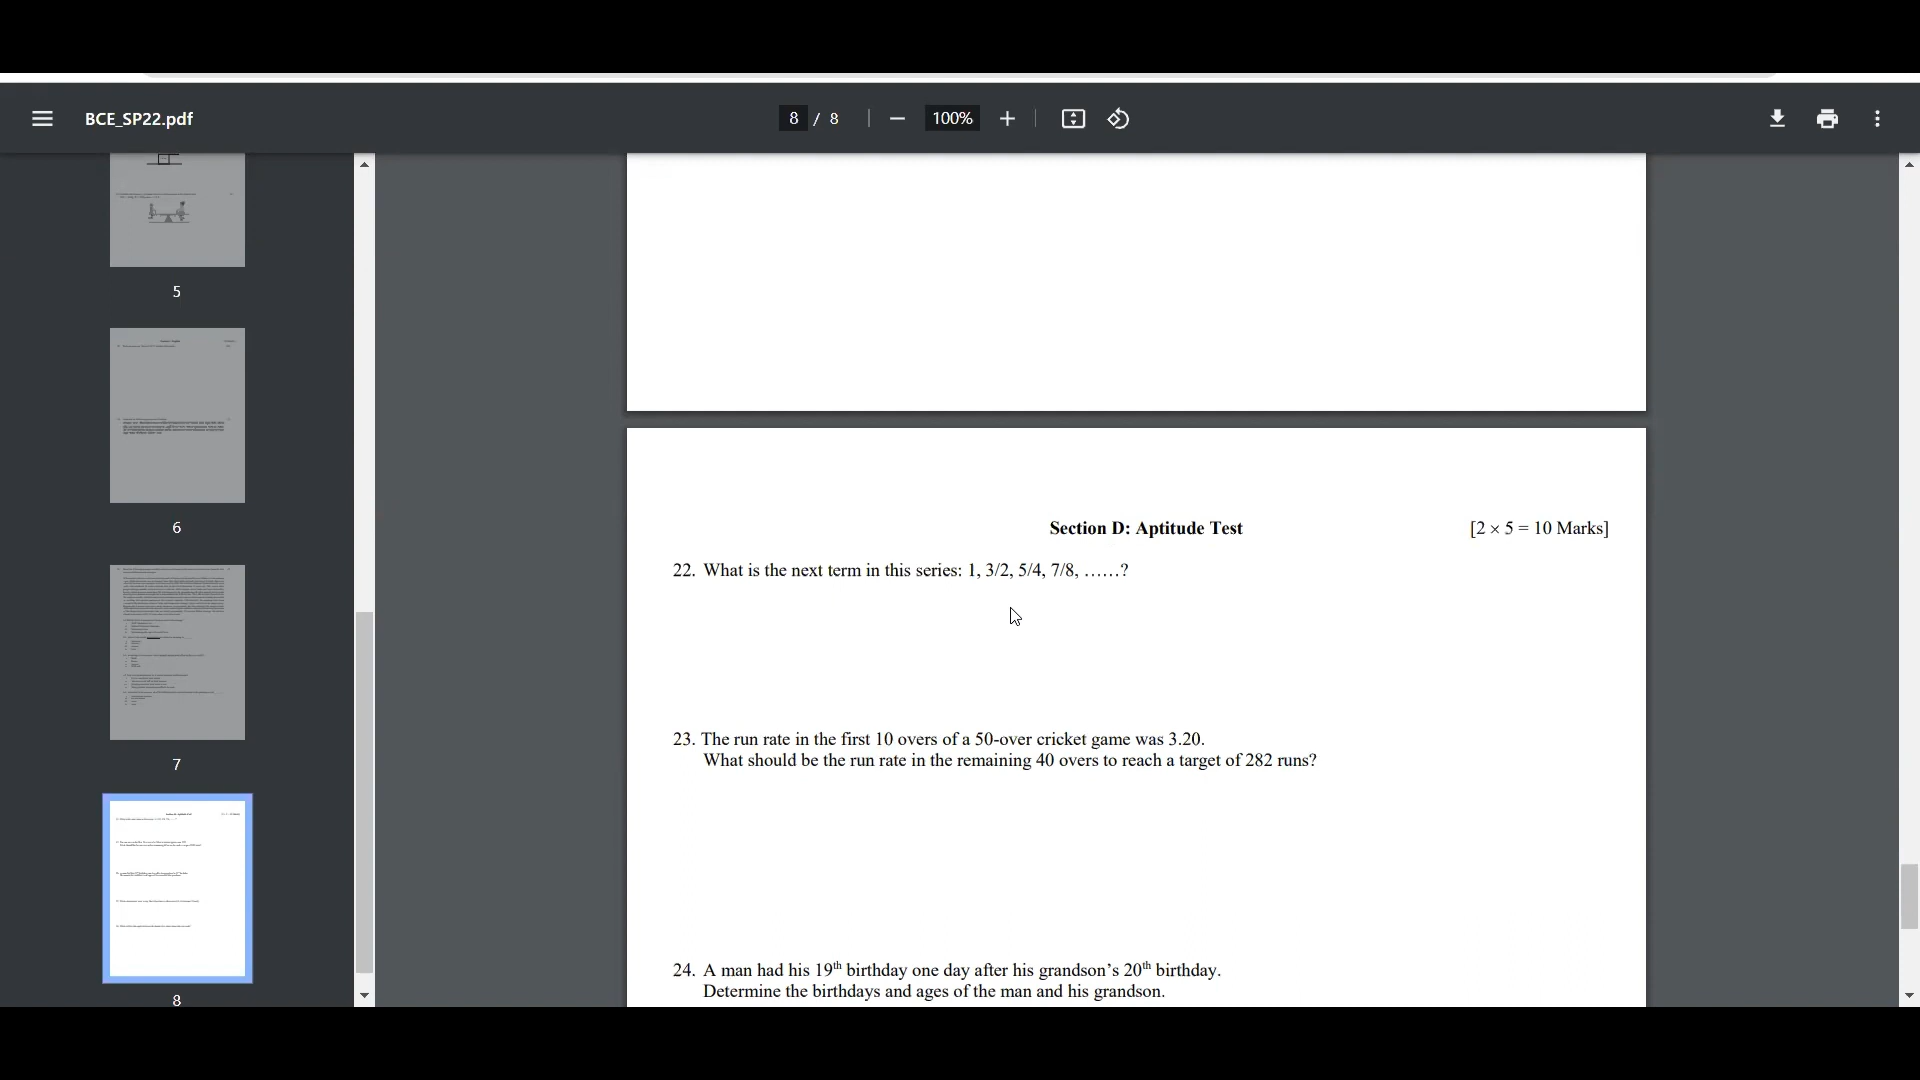 BCE_SP22.pdf
8 / 8
100%
5
6
7
8
Section D: Aptitude Test
[2 × 5 = 10 Marks]
22. What is the next term in this series: 1, 3/2, 5/4, 7/8, ……?
23. The run rate in the first 10 overs of a 50-over cricket game was 3.20.
What should be the run rate in the remaining 40 overs to reach a target of 282 runs?
24. A man had his 19th birthday one day after his grandson’s 20th birthday.
Determine the birthdays and ages of the man and his grandson.